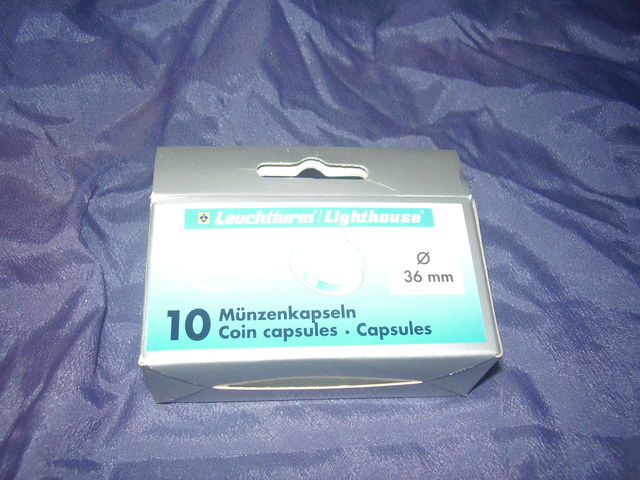 Leuchtturm®/Lighthouse®
Ø
36 mm
10 Münzenkapseln
Coin capsules · Capsules